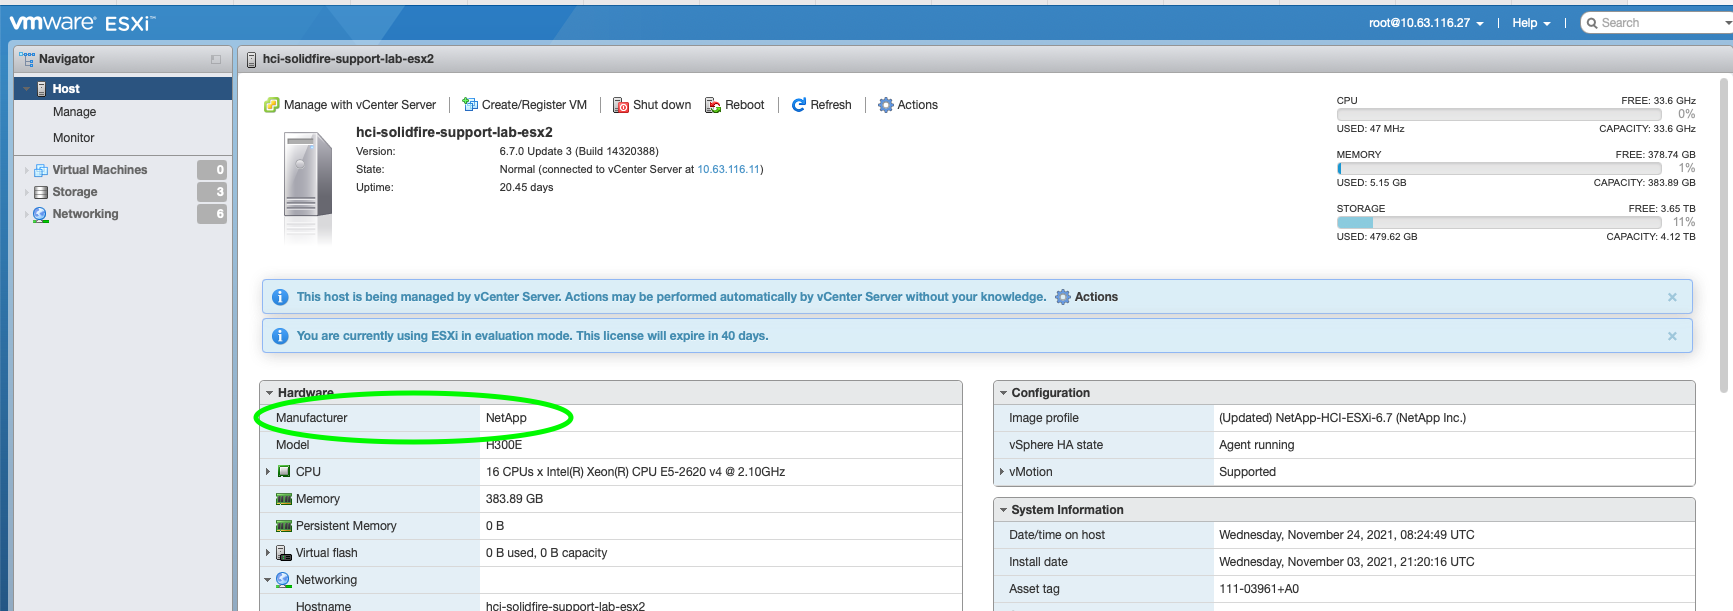 vmware ESXi™
root@10.63.116.27
Help
Search
Navigator
Host
Manage
Monitor
Virtual Machines 0
Storage 3
Networking 6
hci-solidfire-support-lab-esx2
Manage with vCenter Server
Create/Register VM
Shut down
Reboot
Refresh
Actions
hci-solidfire-support-lab-esx2
Version: 6.7.0 Update 3 (Build 14320388)
State: Normal (connected to vCenter Server at 10.63.116.11)
Uptime: 20.45 days
CPU FREE: 33.6 GHz
0%
USED: 47 MHz CAPACITY: 33.6 GHz
MEMORY FREE: 378.74 GB
1%
USED: 5.15 GB CAPACITY: 383.89 GB
STORAGE FREE: 3.65 TB
11%
USED: 479.62 GB CAPACITY: 4.12 TB
This host is being managed by vCenter Server. Actions may be performed automatically by vCenter Server without your knowledge. Actions
You are currently using ESXi in evaluation mode. This license will expire in 40 days.
Hardware
Manufacturer NetApp
Model H300E
CPU 16 CPUs x Intel(R) Xeon(R) CPU E5-2620 v4 @ 2.10GHz
Memory 383.89 GB
Persistent Memory 0 B
Virtual flash 0 B used, 0 B capacity
Networking
Hostname hci-solidfire-support-lab-esx2
Configuration
Image profile (Updated) NetApp-HCI-ESXi-6.7 (NetApp Inc.)
vSphere HA state Agent running
vMotion Supported
System Information
Date/time on host Wednesday, November 24, 2021, 08:24:49 UTC
Install date Wednesday, November 03, 2021, 21:20:16 UTC
Asset tag 111-03961+A0